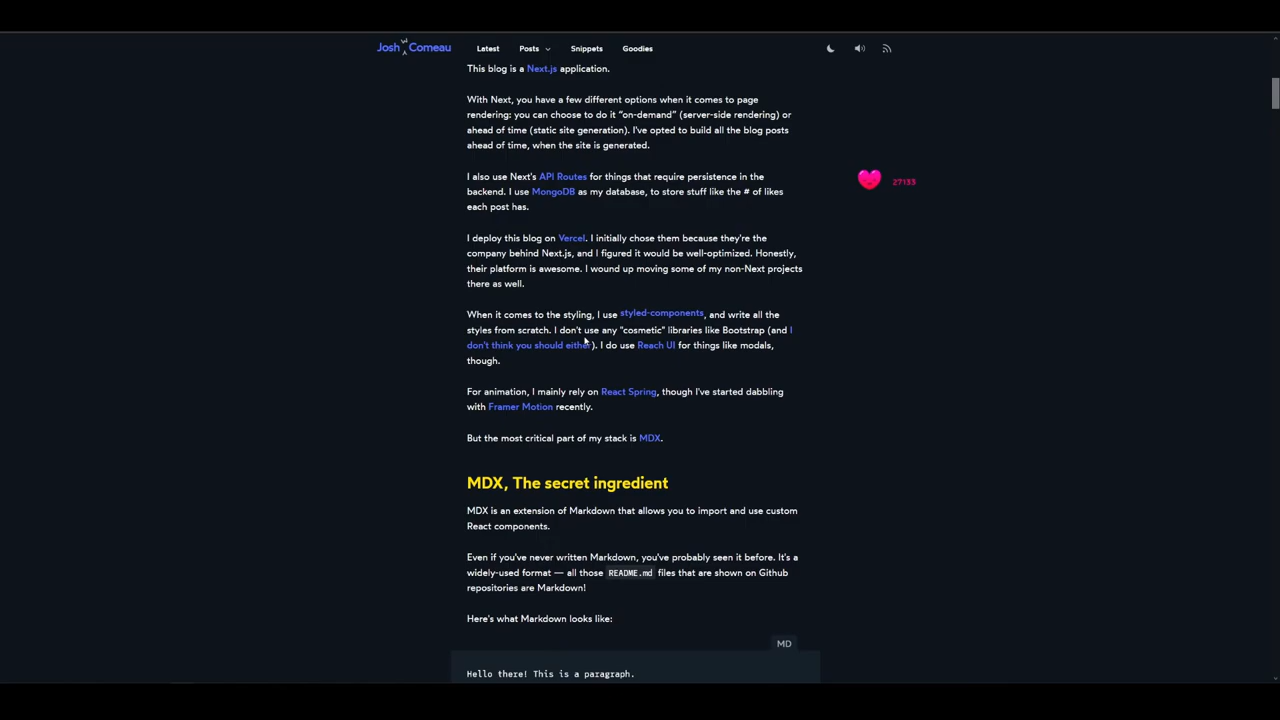 Josh Comeau Latest Posts Snippets Goodies
This blog is a Next.js application.
With Next, you have a few different options when it comes to page
rendering: you can choose to do it “on-demand” (server-side rendering) or
ahead of time (static site generation). I've opted to build all the blog posts
ahead of time, when the site is generated.
I also use Next's API Routes for things that require persistence in the
backend. I use MongoDB as my database, to store stuff like the # of likes
each post has.
27133
I deploy this blog on Vercel. I initially chose them because they're the
company behind Next.js, and I figured it would be well-optimized. Honestly,
their platform is awesome. I wound up moving some of my non-Next projects
there as well.
When it comes to the styling, I use styled-components, and write all the
styles from scratch. I don't use any “cosmetic” libraries like Bootstrap (and I
don't think you should either). I do use Reach UI for things like modals,
though.
For animation, I mainly rely on React Spring, though I've started dabbling
with Framer Motion recently.
But the most critical part of my stack is MDX.
MDX, The secret ingredient
MDX is an extension of Markdown that allows you to import and use custom
React components.
Even if you've never written Markdown, you've probably seen it before. It's a
widely-used format — all those README.md files that are shown on Github
repositories are Markdown!
Here's what Markdown looks like:
MD
Hello there! This is a paragraph.